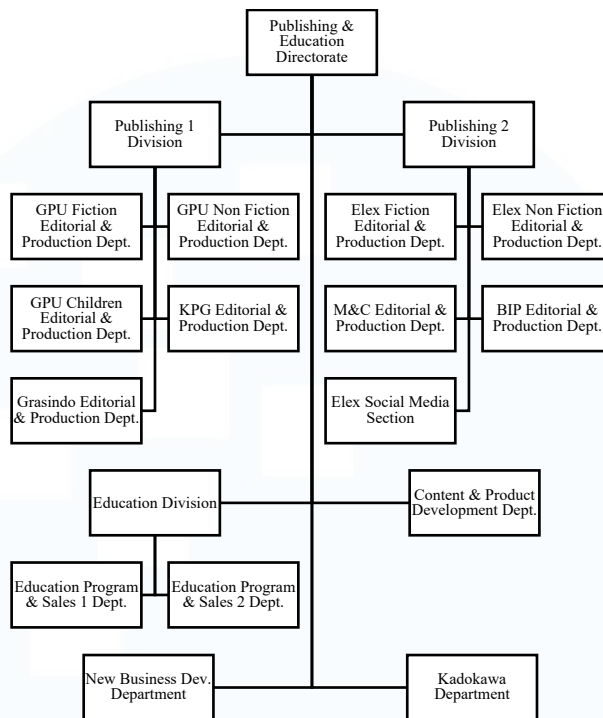 Publishing &
Education
Directorate
Publishing 1
Division
Publishing 2
Division
GPU Fiction
Editorial &
Production Dept.
GPU Non Fiction
Editorial &
Production Dept.
Elex Fiction
Editorial &
Production Dept.
Elex Non Fiction
Editorial &
Production Dept.
GPU Children
Editorial &
Production Dept.
KPG Editorial &
Production Dept.
M&C Editorial &
Production Dept.
BIP Editorial &
Production Dept.
Grasindo Editorial
& Production Dept.
Elex Social Media
Section
Education Division
Content & Product
Development Dept.
Education Program
& Sales 1 Dept.
Education Program
& Sales 2 Dept.
New Business Dev.
Department
Kadokawa
Department